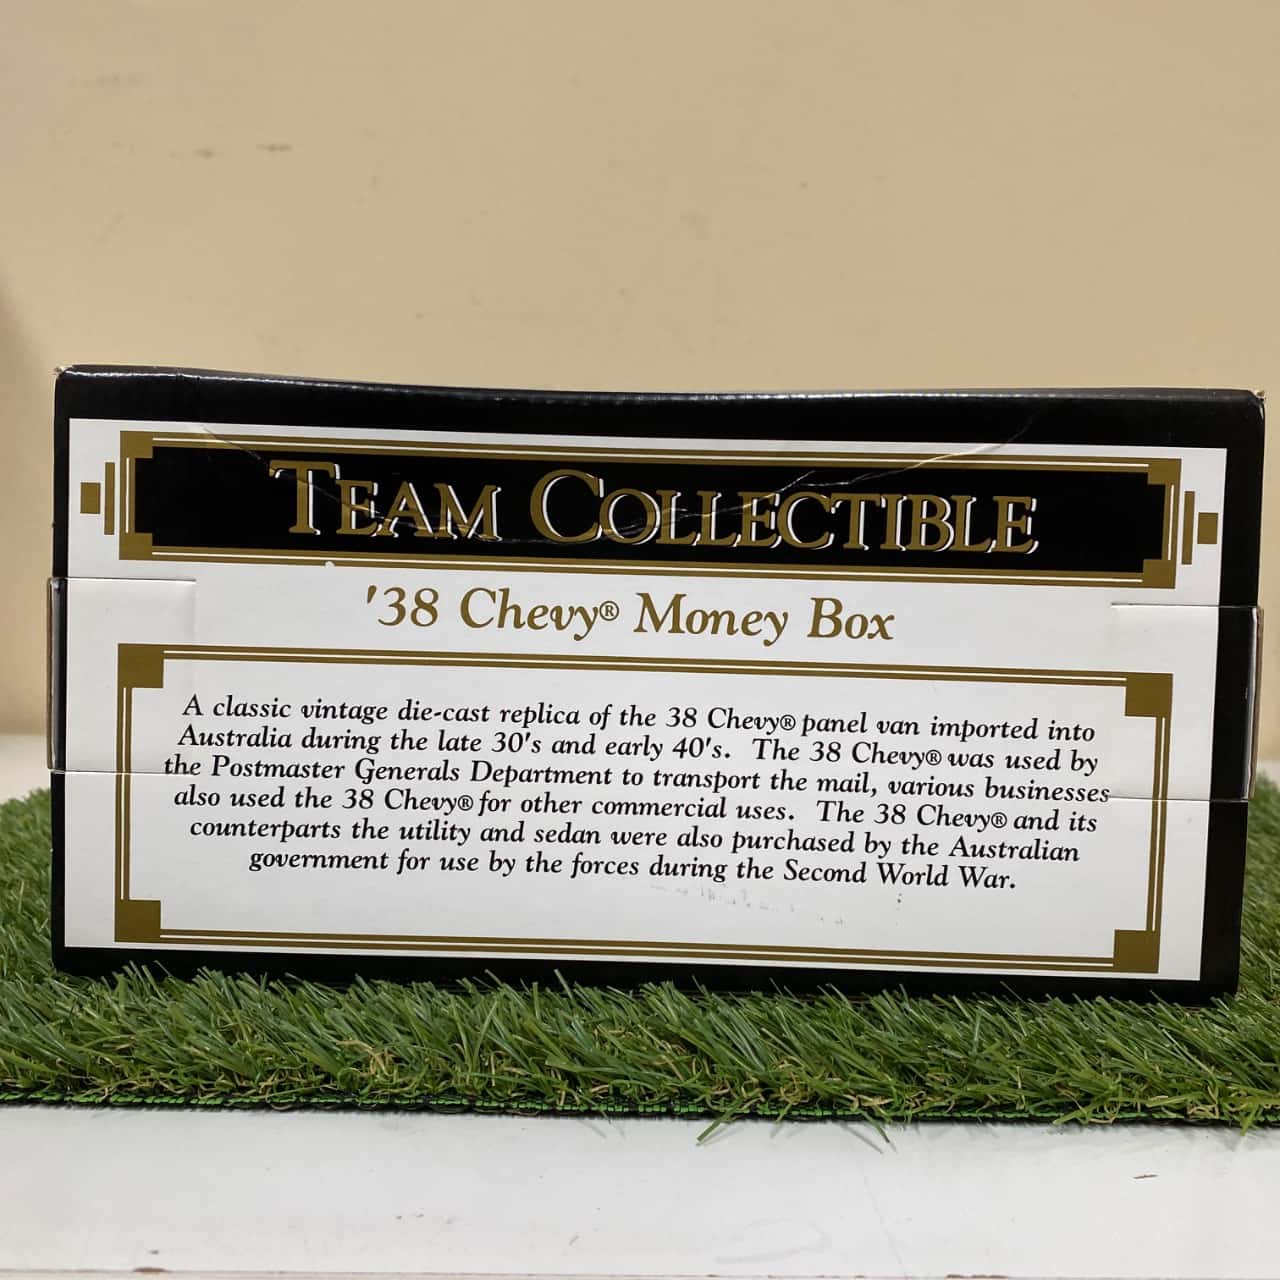 TEAM COLLECTIBLE
'38 Chevy® Money Box
A classic vintage die-cast replica of the 38 Chevy® panel van imported into
Australia during the late 30's and early 40's. The 38 Chevy® was used by
the Postmaster Generals Department to transport the mail, various businesses
also used the 38 Chevy® for other commercial uses. The 38 Chevy® and its
counterparts the utility and sedan were also purchased by the Australian
government for use by the forces during the Second World War.